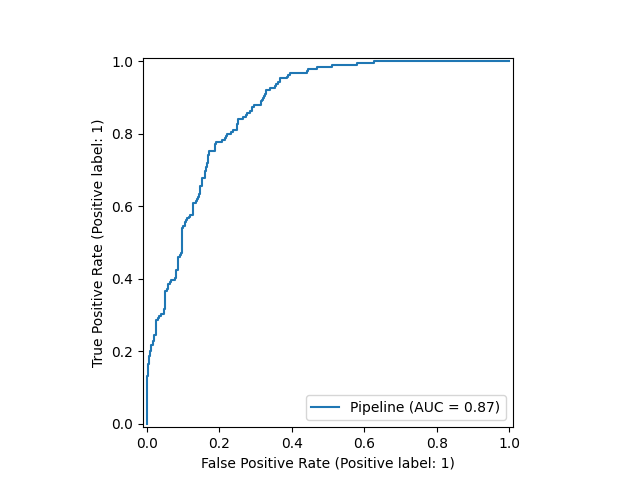 1.0
0.8
0.6
0.4
0.2
0.0
True Positive Rate (Positive label: 1)
Pipeline (AUC = 0.87)
0.0 0.2 0.4 0.6 0.8 1.0
False Positive Rate (Positive label: 1)